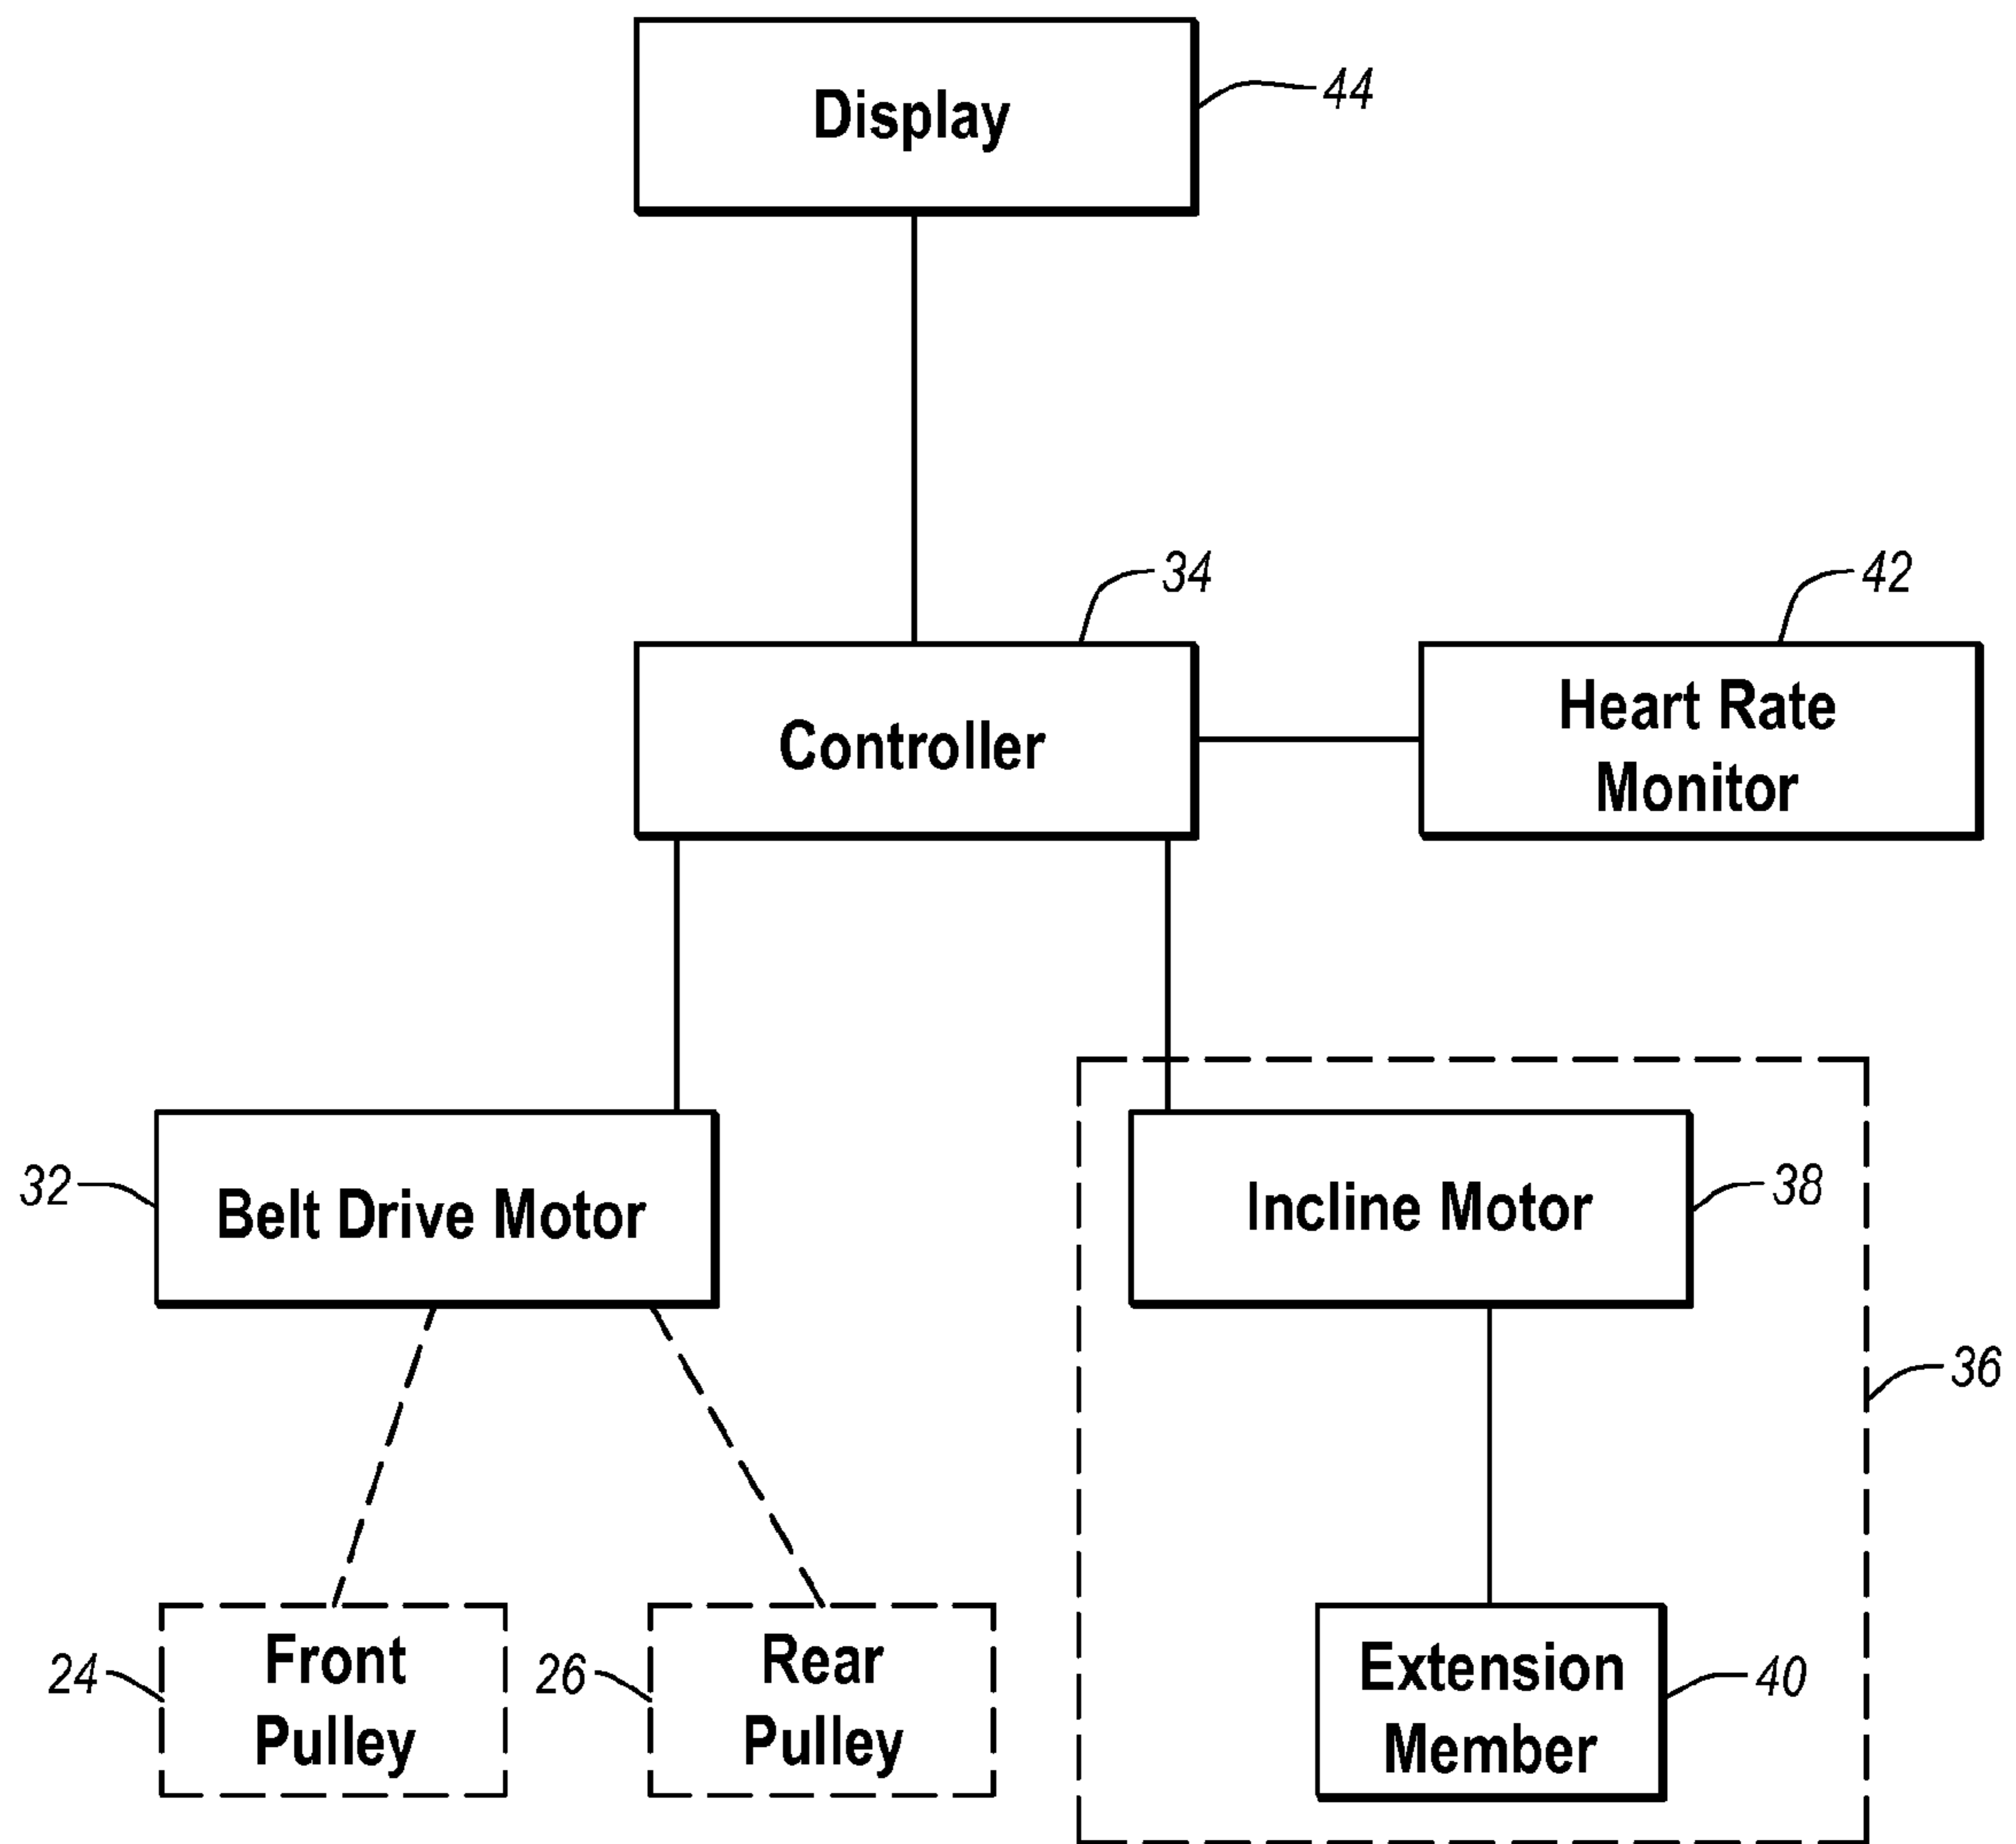 Display
44
34
42
Controller
Heart Rate
Monitor
32
Belt Drive Motor
Incline Motor
38
36
24
Front
Pulley
26
Rear
Pulley
Extension
Member
40